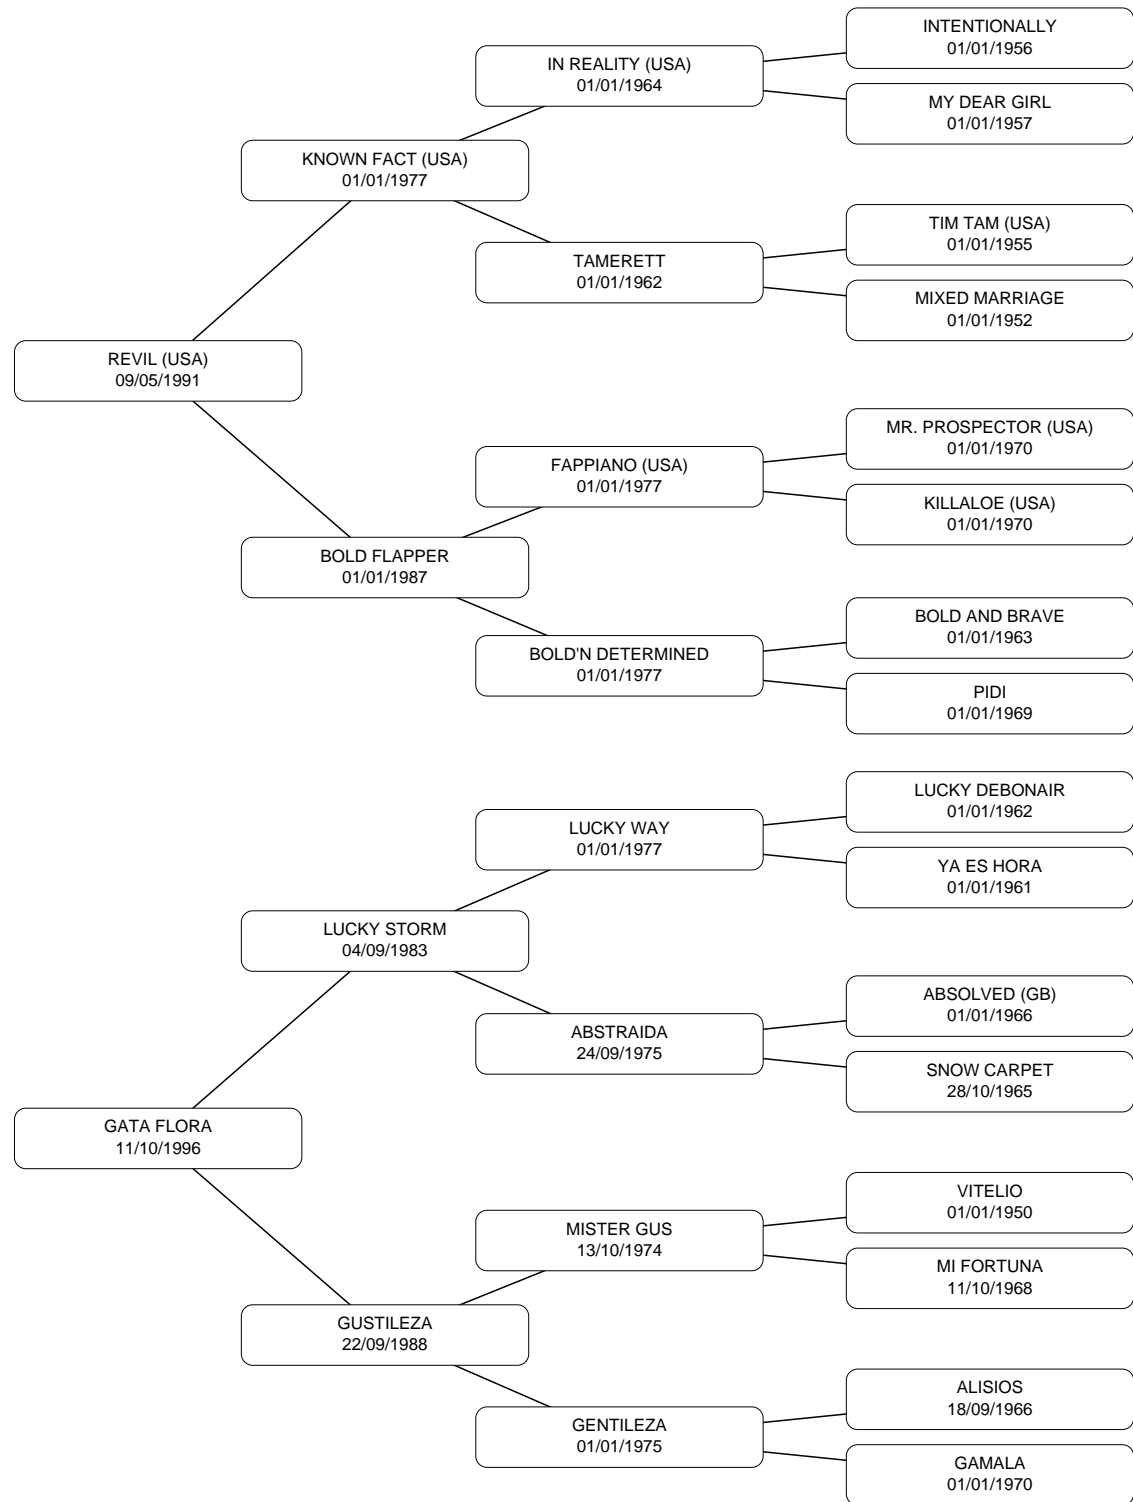 INTENTIONALLY
01/01/1956
IN REALITY (USA)
01/01/1964
MY DEAR GIRL
01/01/1957
KNOWN FACT (USA)
01/01/1977
TIM TAM (USA)
01/01/1955
TAMERETT
01/01/1962
MIXED MARRIAGE
01/01/1952
REVIL (USA)
09/05/1991
MR. PROSPECTOR (USA)
01/01/1970
FAPPIANO (USA)
01/01/1977
KILLALOE (USA)
01/01/1970
BOLD FLAPPER
01/01/1987
BOLD AND BRAVE
01/01/1963
BOLD'N DETERMINED
01/01/1977
PIDI
01/01/1969
LUCKY DEBONAIR
01/01/1962
LUCKY WAY
01/01/1977
YA ES HORA
01/01/1961
LUCKY STORM
04/09/1983
ABSOLVED (GB)
01/01/1966
ABSTRAIDA
24/09/1975
SNOW CARPET
28/10/1965
GATA FLORA
11/10/1996
VITELIO
01/01/1950
MISTER GUS
13/10/1974
MI FORTUNA
11/10/1968
GUSTILEZA
22/09/1988
ALISIOS
18/09/1966
GENTILEZA
01/01/1975
GAMALA
01/01/1970